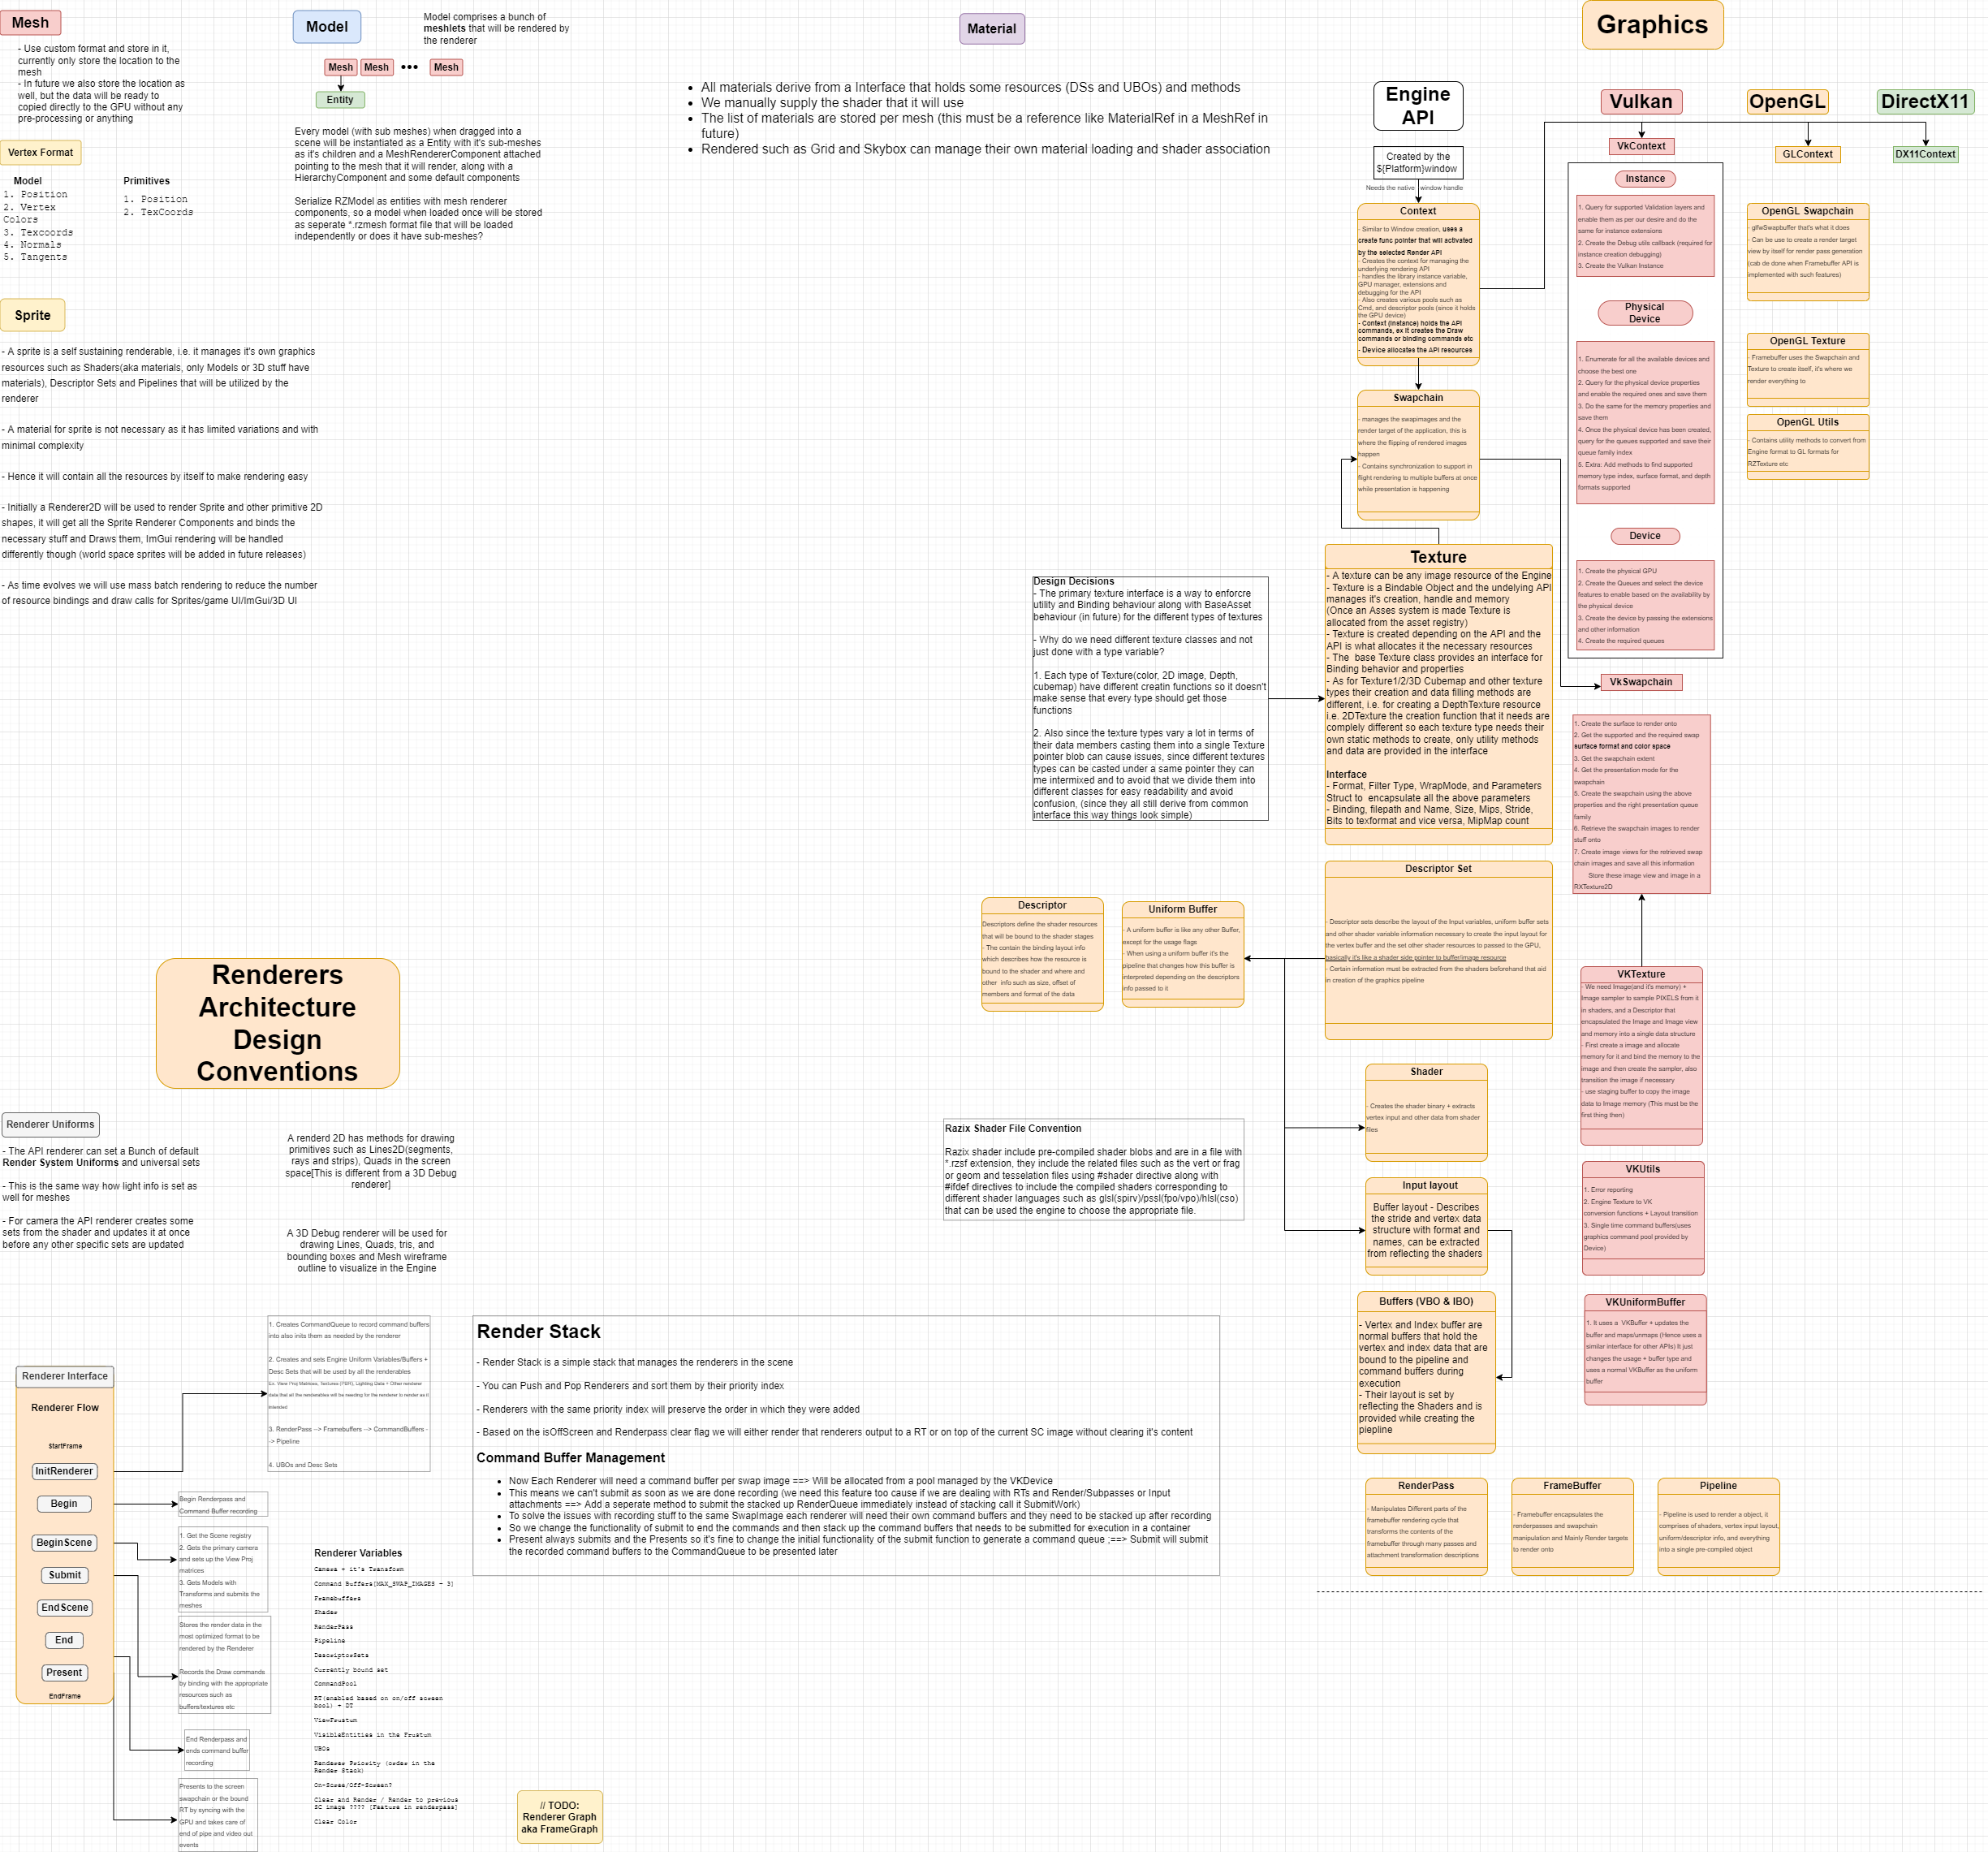 Mesh
- Use custom format and store in it,
currently only store the location to the
mesh
- In future we also store the location as
well, but the data will be ready to
copied directly to the GPU without any
pre-processing or anything
Vertex Format
Model
1. Position
2. Vertex
Colors
3. Texcoords
4. Normals
5. Tangents
Primitives
1. Position
2. TexCoords
Model
Model comprises a bunch of
meshlets that will be rendered by
the renderer
Mesh
Mesh
•••
Mesh
Entity
Every model (with sub meshes) when dragged into a
scene will be instantiated as a Entity with it's sub-meshes
as it's children and a MeshRendererComponent attached
pointing to the mesh that it will render, along with a
HierarchyComponent and some default components
Serialize RZModel as entities with mesh renderer
components, so a model when loaded once will be stored
as seperate *.rzmesh format file that will be loaded
independently or does it have sub-meshes?
Sprite
- A sprite is a self sustaining renderable, i.e. it manages it's own graphics
resources such as Shaders(aka materials, only Models or 3D stuff have
materials), Descriptor Sets and Pipelines that will be utilized by the
renderer
- A material for sprite is not necessary as it has limited variations and with
minimal complexity
- Hence it will contain all the resources by itself to make rendering easy
- Initially a Renderer2D will be used to render Sprite and other primitive 2D
shapes, it will get all the Sprite Renderer Components and binds the
necessary stuff and Draws them, ImGui rendering will be handled
differently though (world space sprites will be added in future releases)
- As time evolves we will use mass batch rendering to reduce the number
of resource bindings and draw calls for Sprites/game UI/ImGui/3D UI
Material
• All materials derive from a Interface that holds some resources (DSs and UBOs) and methods
• We manually supply the shader that it will use
• The list of materials are stored per mesh (this must be a reference like MaterialRef in a MeshRef in
future)
• Rendered such as Grid and Skybox can manage their own material loading and shader association
Graphics
Engine
API
Vulkan
OpenGL
DirectX11
Created by the
${Platform}window
Needs the native window handle
VkContext
GLContext
DX11Context
Context
- Similar to Window creation, uses a
create func pointer that will activated
by the selected Render API
- Creates the context for managing the
underlying rendering API
- handles the library instance variable,
GPU manager, extensions and
debugging for the API
- Also creates various pools such as
Cmd, and descriptor pools (since it holds
the GPU device)
- Context (Instance) holds the API
commands, ex it creates the Draw
commands or binding commands etc
- Device allocates the API resources
Swapchain
- manages the swapimages and the
render target of the application, this is
where the flipping of rendered images
happen
- Contains synchronization to support in
flight rendering to multiple buffers at once
while presentation is happening
Instance
1. Query for supported Validation layers and
enable them as per our desire and do the
same for instance extensions
2. Create the Debug utils callback (required for
instance creation debugging)
3. Create the Vulkan Instance
Physical
Device
1. Enumerate for all the available devices and
choose the best one
2. Query for the physical device properties
and enable the required ones and save them
3. Do the same for the memory properties and
save them
4. Once the physical device has been created,
query for the queues supported and save their
queue family index
5. Extra: Add methods to find supported
memory type index, surface format, and depth
formats supported
Device
1. Create the physical GPU
2. Create the Queues and select the device
features to enable based on the availability by
the physical device
3. Create the device by passing the extensions
and other information
4. Create the required queues
OpenGL Swapchain
- glfwSwapbuffer that's what it does
- Can be use to create a render target
view by itself for render pass generation
(cab de done when Framebuffer API is
implemented with such features)
OpenGL Texture
- Framebuffer uses the Swapchain and
Texture to create itself, it's where we
render everything to
OpenGL Utils
- Contains utility methods to convert from
Engine format to GL formats for
RZTexture etc
VkSwapchain
1. Create the surface to render onto
2. Get the supported and the required swap
surface format and color space
3. Get the swapchain extent
4. Get the presentation mode for the
swapchain
5. Create the swapchain using the above
properties and the right presentation queue
family
6. Retrieve the swapchain images to render
stuff onto
7. Create image views for the retrieved swap
chain images and save all this information
Store these image view and image in a
RXTexture2D
Design Decisions
- The primary texture interface is a way to enforcre
utility and Binding behaviour along with BaseAsset
behaviour (in future) for the different types of textures
- Why do we need different texture classes and not
just done with a type variable?
1. Each type of Texture(color, 2D image, Depth,
cubemap) have different creatin functions so it doesn't
make sense that every type should get those
functions
2. Also since the texture types vary a lot in terms of
their data members casting them into a single Texture
pointer blob can cause issues, since different textures
types can be casted under a same pointer they can
me intermixed and to avoid that we divide them into
different classes for easy readability and avoid
confusion, (since they all still derive from common
interface this way things look simple)
Texture
- A texture can be any image resource of the Engine
- Texture is a Bindable Object and the undelying API
manages it's creation, handle and memory
(Once an Asses system is made Texture is
allocated from the asset registry)
- Texture is created depending on the API and the
API is what allocates it the necessary resources
- The  base Texture class provides an interface for
Binding behavior and properties
- As for Texture1/2/3D Cubemap and other texture
types their creation and data filling methods are
different, i.e. for creating a DepthTexture resource
i.e. 2DTexture the creation function that it needs are
complely different so each texture type needs their
own static methods to create, only utility methods
and data are provided in the interface
Interface
- Format, Filter Type, WrapMode, and Parameters
Struct to  encapsulate all the above parameters
- Binding, filepath and Name, Size, Mips, Stride,
Bits to texformat and vice versa, MipMap count
Descriptor
Descriptors define the shader resources
that will be bound to the shader stages
- The contain the binding layout info
which describes how the resource is
bound to the shader and where and
other  info such as size, offset of
members and format of the data
Uniform Buffer
- A uniform buffer is like any other Buffer,
except for the usage flags
- When using a uniform buffer it's the
pipeline that changes how this buffer is
interpreted depending on the descriptors
info passed to it
Descriptor Set
- Descriptor sets describe the layout of the Input variables, uniform buffer sets
and other shader variable information necessary to create the input layout for
the vertex buffer and the set other shader resources to passed to the GPU,
basically it's like a shader side pointer to buffer/image resource
- Certain information must be extracted from the shaders beforehand that aid
in creation of the graphics pipeline
VKTexture
- We need Image(and it's memory) +
Image sampler to sample PIXELS from it
in shaders, and a Descriptor that
encapsulated the Image and Image view
and memory into a single data structure
- First create a image and allocate
memory for it and bind the memory to the
image and then create the sampler, also
transition the image if necessary
- use staging buffer to copy the image
data to Image memory (This must be the
first thing then)
Renderers
Architecture
Design
Conventions
Shader
- Creates the shader binary + extracts
vertex input and other data from shader
files
Razix Shader File Convention
Razix shader include pre-compiled shader blobs and are in a file with
*.rzsf extension, they include the related files such as the vert or frag
or geom and tesselation files using #shader directive along with
#ifdef directives to include the compiled shaders corresponding to
different shader languages such as glsl(spirv)/pssl(fpo/vpo)/hlsl(cso)
that can be used the engine to choose the appropriate file.
Input layout
Buffer layout - Describes
the stride and vertex data
structure with format and
names, can be extracted
from reflecting the shaders
VKUtils
1. Error reporting
2. Engine Texture to VK
conversion functions + Layout transition
3. Single time command buffers(uses
graphics command pool provided by
Device)
Buffers (VBO & IBO)
- Vertex and Index buffer are
normal buffers that hold the
vertex and index data that are
bound to the pipeline and
command buffers during
execution
- Their layout is set by
reflecting the Shaders and is
provided while creating the
piepline
VKUniformBuffer
1. It uses a  VKBuffer + updates the
buffer and maps/unmaps (Hence uses a
similar interface for other APIs) It just
changes the usage + buffer type and
uses a normal VKBuffer as the uniform
buffer
RenderPass
- Manipulates Different parts of the
framebuffer rendering cycle that
transforms the contents of the
framebuffer through many passes and
attachment transformation descriptions
FrameBuffer
- Framebuffer encapsulates the
renderpasses and swapchain
manipulation and Mainly Render targets
to render onto
Pipeline
- Pipeline is used to render a object, it
comprises of shaders, vertex input layout,
uniform/descriptor info, and everything
into a single pre-compiled object
Renderer Uniforms
- The API renderer can set a Bunch of default
Render System Uniforms and universal sets
- This is the same way how light info is set as
well for meshes
- For camera the API renderer creates some
sets from the shader and updates it at once
before any other specific sets are updated
A renderd 2D has methods for drawing
primitives such as Lines2D(segments,
rays and strips), Quads in the screen
space[This is different from a 3D Debug
renderer]
A 3D Debug renderer will be used for
drawing Lines, Quads, tris, and
bounding boxes and Mesh wireframe
outline to visualize in the Engine
Renderer Interface
Renderer Flow
StartFrame
InitRenderer
Begin
BeginScene
Submit
EndScene
End
Present
EndFrame
1. Creates CommandQueue to record command buffers
into also inits them as needed by the renderer
2. Creates and sets Engine Uniform Variables/Buffers +
Desc Sets that will be used by all the renderables
Ex. View Proj Matrices, Textures (PBR), Lighting Data + Other renderer
data that all the renderables will be needing for the renderer to render as it
intended
3. RenderPass --> Framebuffers --> CommandBuffers -
-> Pipeline
4. UBOs and Desc Sets
Begin Renderpass and
Command Buffer recording
1. Get the Scene registry
2. Gets the primary camera
and sets up the View Proj
matrices
3. Gets Models with
Transforms and submits the
meshes
Stores the render data in the
most optimized format to be
rendered by the Renderer
Records the Draw commands
by binding with the appropriate
resources such as
buffers/textures etc
End Renderpass and
ends command buffer
recording
Presents to the screen
swapchain or the bound
RT by syncing with the
GPU and takes care of
end of pipe and video out
events
Renderer Variables
Camera + it's Transform
Command Buffers(MAX_SWAP_IMAGES = 3)
Framebuffers
Shader
RenderPass
Pipeline
DescriptorSets
Currently bound set
CommandPool
RT(enabled based on on/off screen
bool) + DT
ViewFrustum
VisibleEntities in the Frustum
UBOs
Renderer Priority (order in the
Render Stack)
On-Scree/Off-Screen?
Clear and Render / Render to previous
SC image ???? [Feature in renderpass]
Clear Color
Render Stack
- Render Stack is a simple stack that manages the renderers in the scene
- You can Push and Pop Renderers and sort them by their priority index
- Renderers with the same priority index will preserve the order in which they were added
- Based on the isOffScreen and Renderpass clear flag we will either render that renderers output to a RT or on top of the current SC image without clearing it's content
Command Buffer Management
• Now Each Renderer will need a command buffer per swap image ==> Will be allocated from a pool managed by the VKDevice
• This means we can't submit as soon as we are done recording (we need this feature too cause if we are dealing with RTs and Render/Subpasses or Input
attachments ==> Add a seperate method to submit the stacked up RenderQueue immediately instead of stacking call it SubmitWork)
• To solve the issues with recording stuff to the same SwapImage each renderer will need their own command buffers and they need to be stacked up after recording
• So we change the functionality of submit to end the commands and then stack up the command buffers that needs to be submitted for execution in a container
• Present always submits and the Presents so it's fine to change the initial functionality of the submit function to generate a command queue ;==> Submit will submit
the recorded command buffers to the CommandQueue to be presented later
// TODO:
Renderer Graph
aka FrameGraph